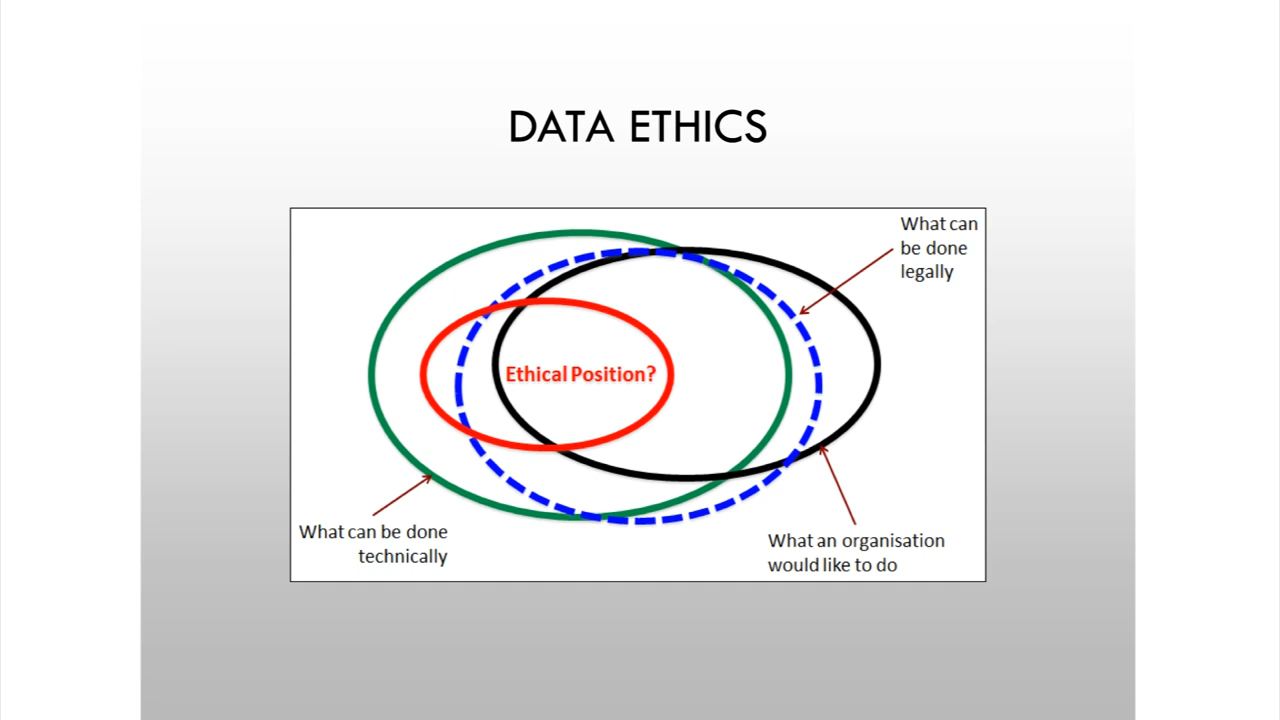 DATA ETHICS
What can
be done
legally
Ethical Position?
What can be done
technically
What an organisation
would like to do